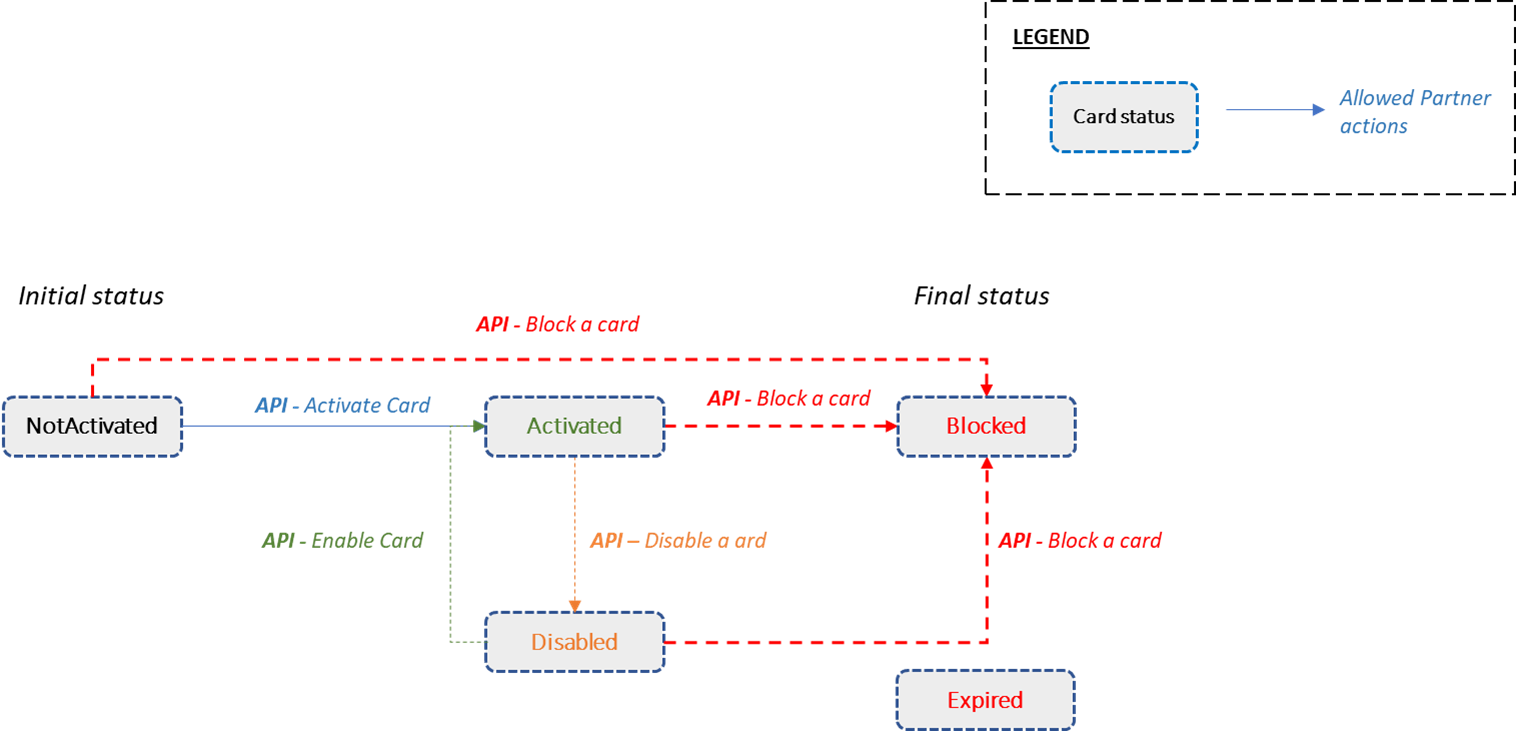 LEGEND
Card status
Allowed Partner
actions
Initial status
Final status
API - Block a card
NotActivated
API - Activate Card
Activated
API - Block a card
Blocked
API - Enable Card
API – Disable a ard
API - Block a card
Disabled
Expired